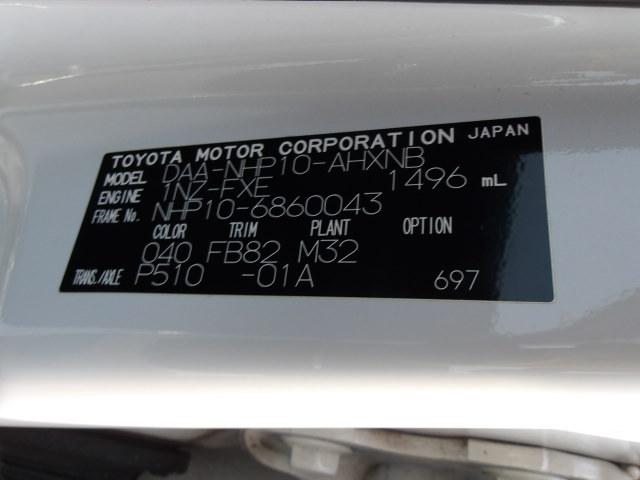 TOYOTA MOTOR CORPORATION JAPAN
MODEL DAA-NHP10-AHXNB
ENGINE 1NZ-FXE 1496 mL
FRAME No. NHP10-6860043
COLOR TRIM PLANT OPTION
040 FB82 M32
TRANS./AXLE P510 -01A 697